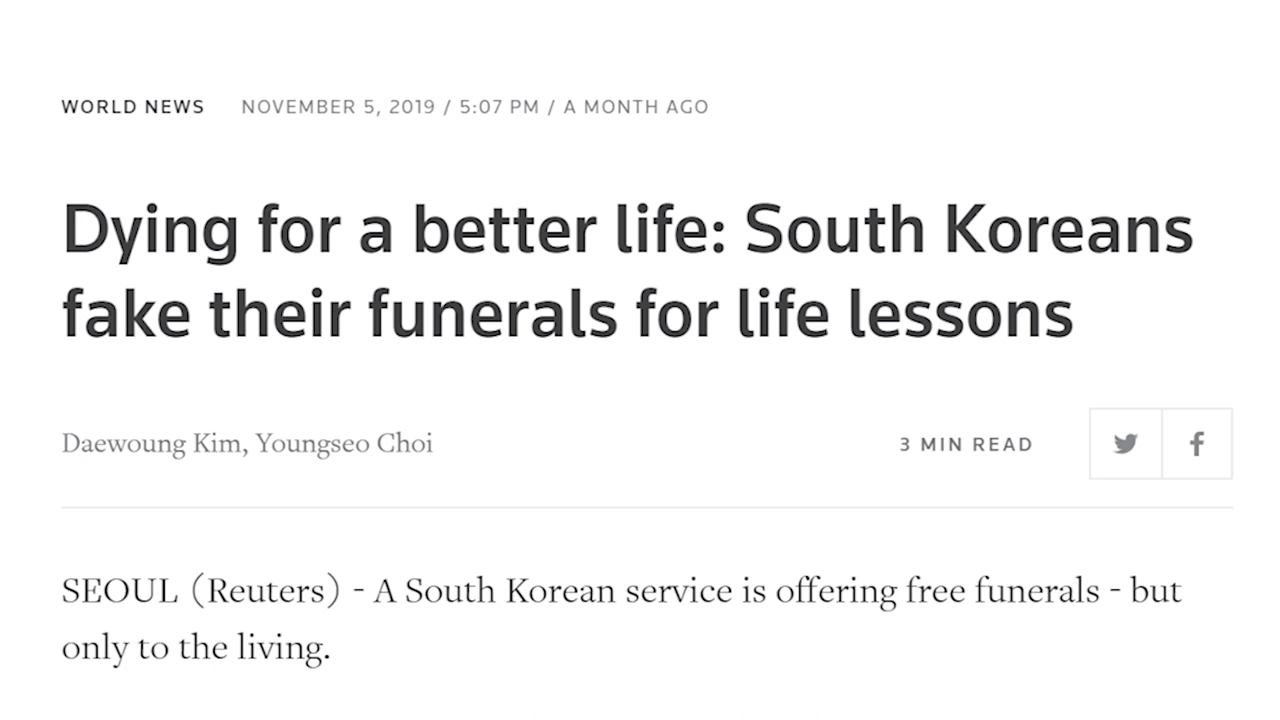 WORLD NEWS NOVEMBER 5, 2019 / 5:07 PM / A MONTH AGO
Dying for a better life: South Koreans
fake their funerals for life lessons
Daewoung Kim, Youngseo Choi 3 MIN READ
SEOUL (Reuters) - A South Korean service is offering free funerals - but
only to the living.